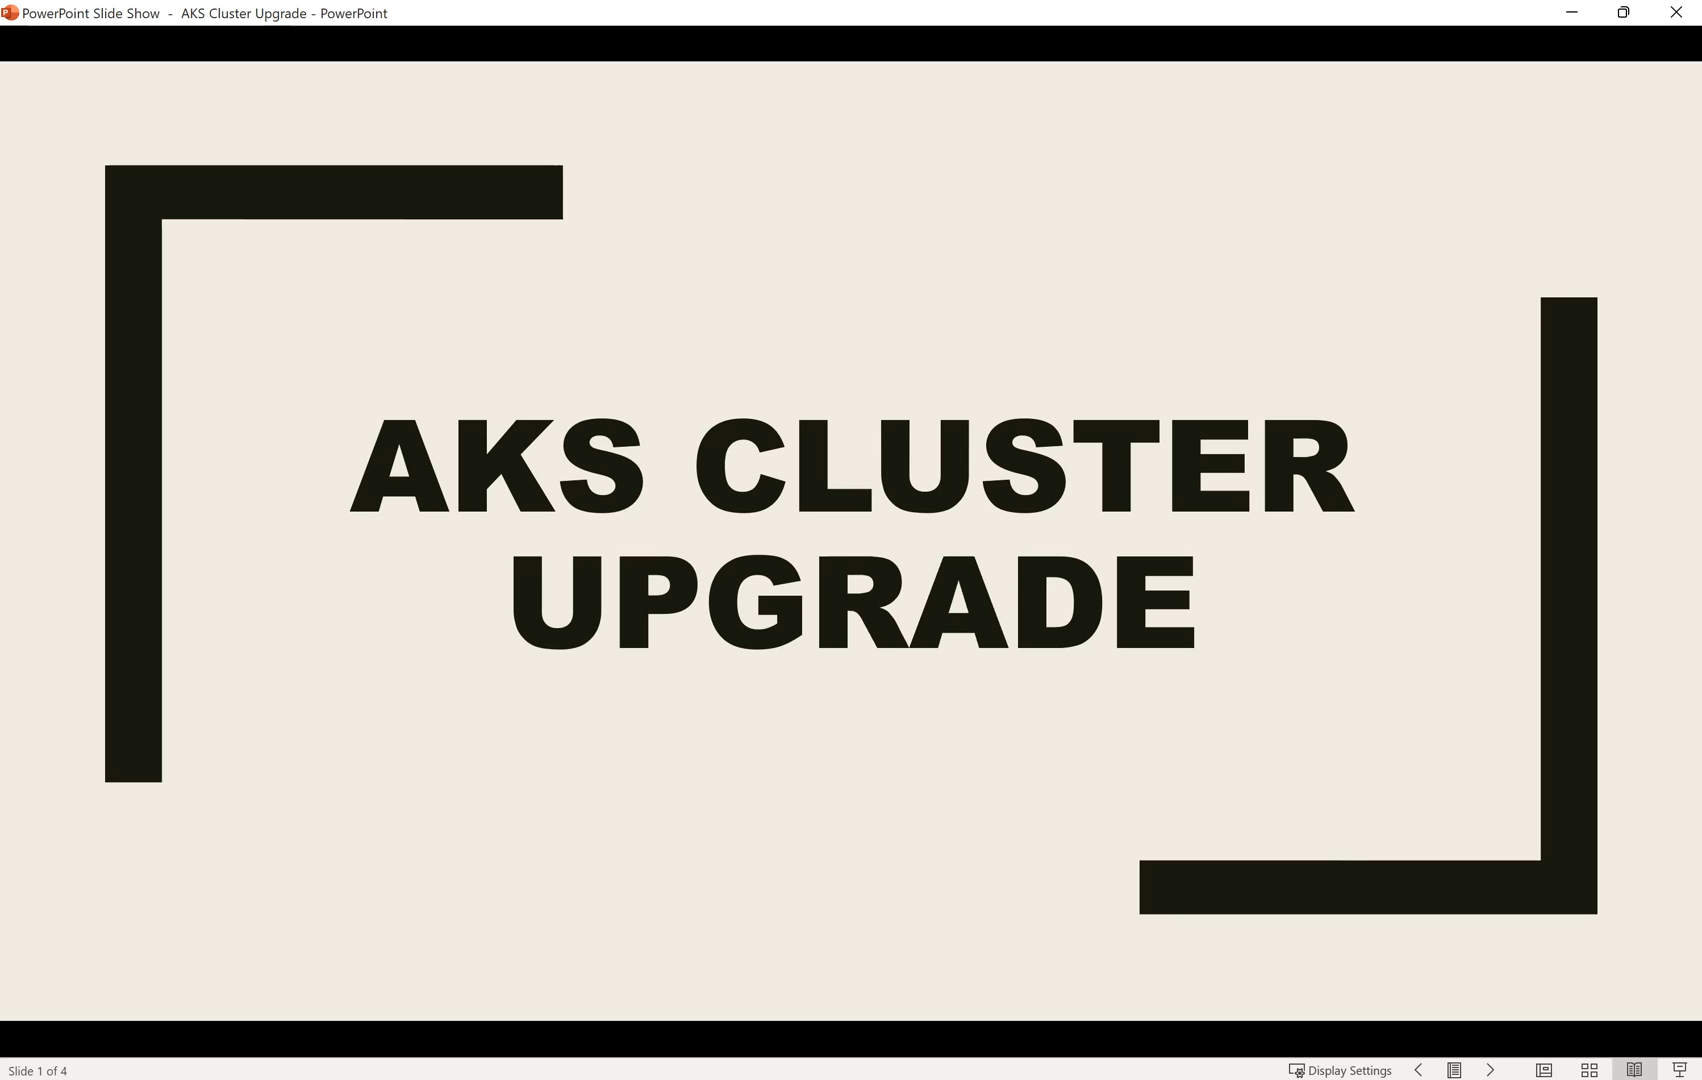 PowerPoint Slide Show - AKS Cluster Upgrade - PowerPoint
AKS CLUSTER
UPGRADE
Slide 1 of 4
Display Settings